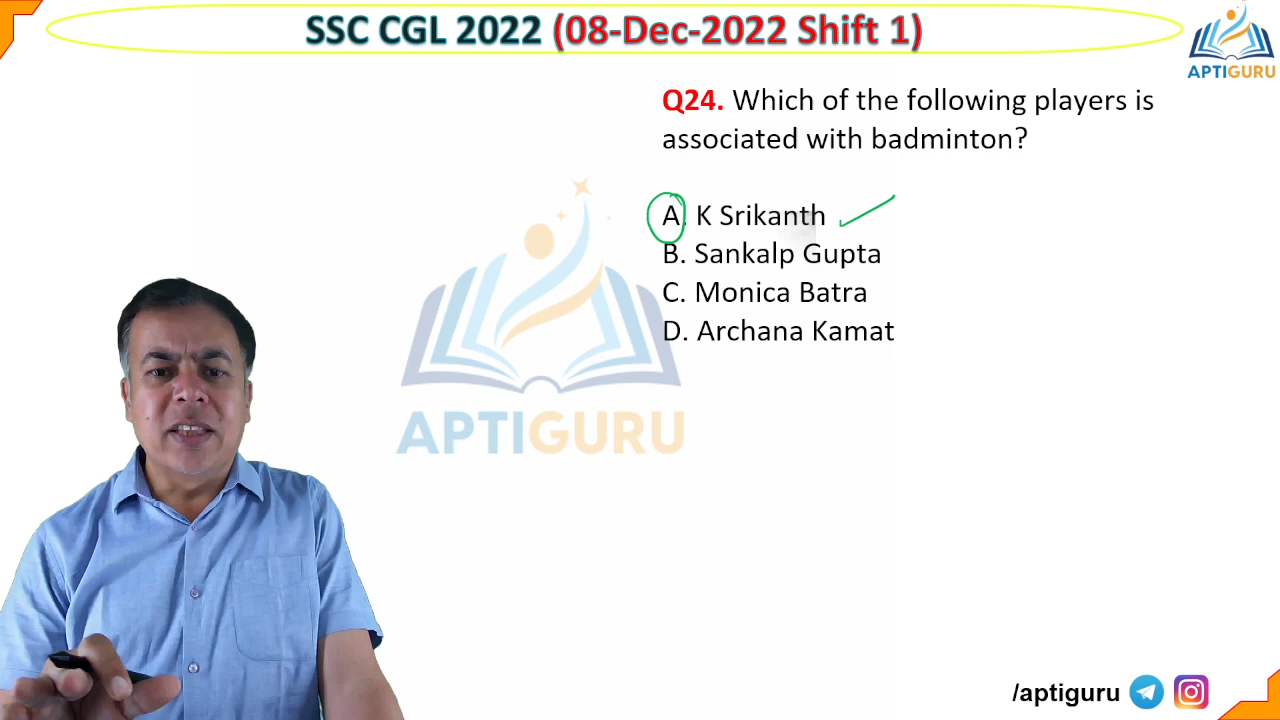 SSC CGL 2022 (08-Dec-2022 Shift 1)
APTIGURU
Q24. Which of the following players is
associated with badminton?
A. K Srikanth
B. Sankalp Gupta
C. Monica Batra
D. Archana Kamat
APTIGURU
/aptiguru